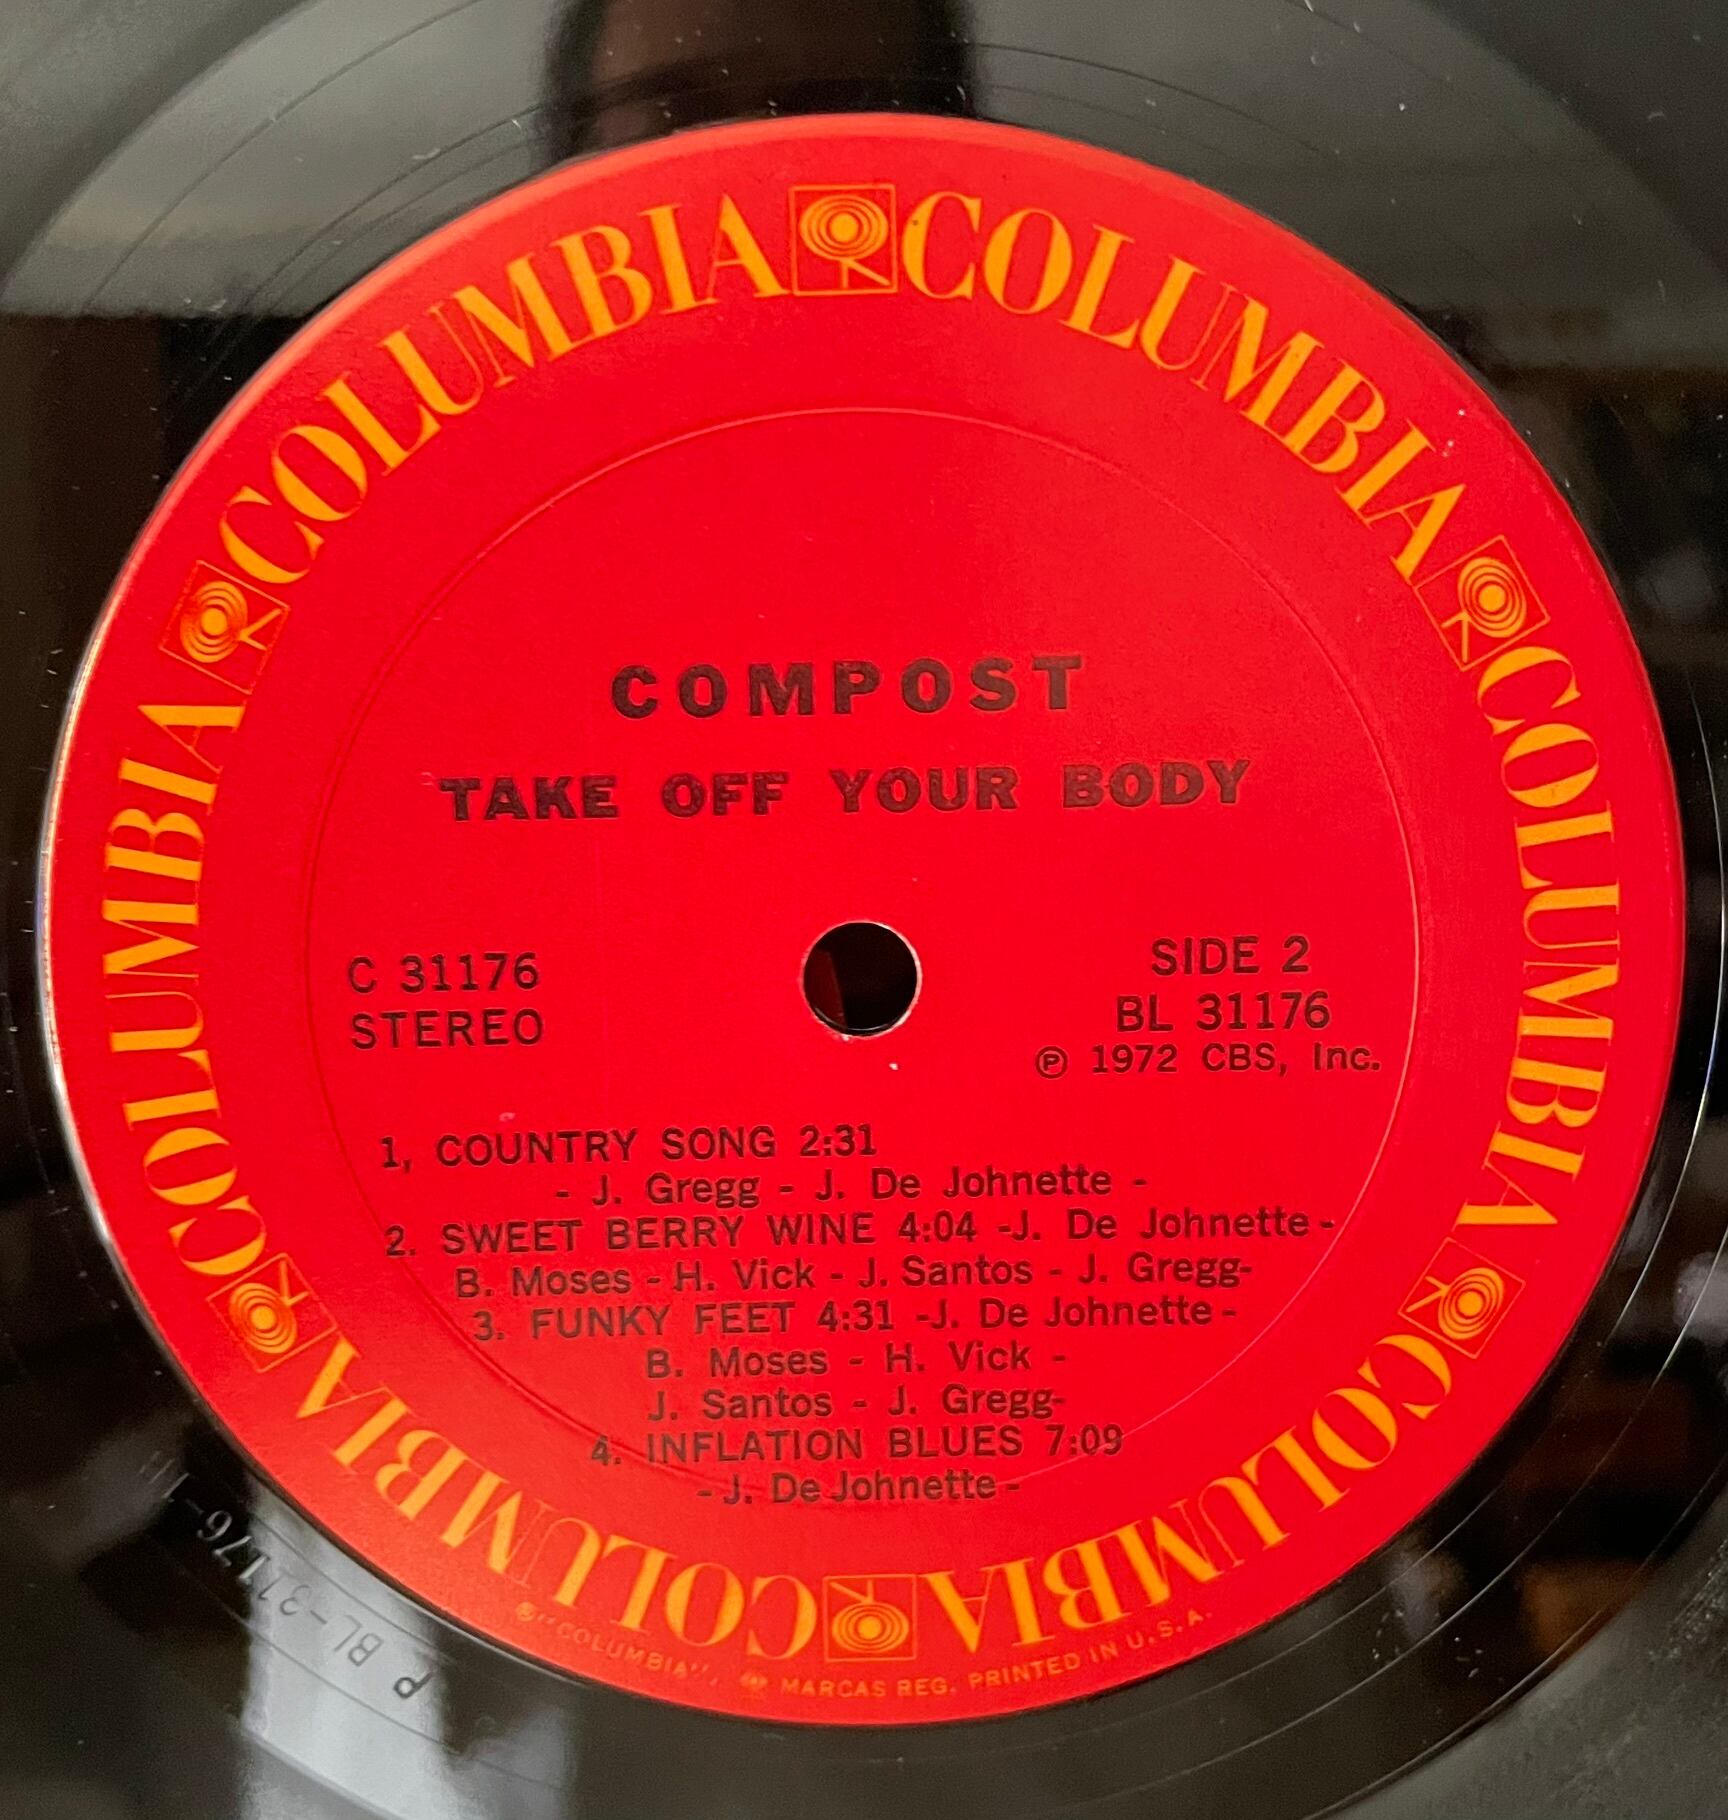 COLUMBIA COLUMBIA COLUMBIA COLUMBIA COLUMBIA COLUMBIA
COMPOST
TAKE OFF YOUR BODY
C 31176
STEREO
SIDE 2
BL 31176
℗ 1972 CBS, Inc.
1, COUNTRY SONG 2:31
- J. Gregg - J. De Johnette -
2. SWEET BERRY WINE 4:04 -J. De Johnette -
B. Moses - H. Vick - J. Santos - J. Gregg-
3. FUNKY FEET 4:31 -J. De Johnette -
B. Moses - H. Vick -
J. Santos - J. Gregg-
4. INFLATION BLUES 7:09
- J. De Johnette -
® "COLUMBIA", MARCAS REG. PRINTED IN U.S.A.
P BL-31176-1